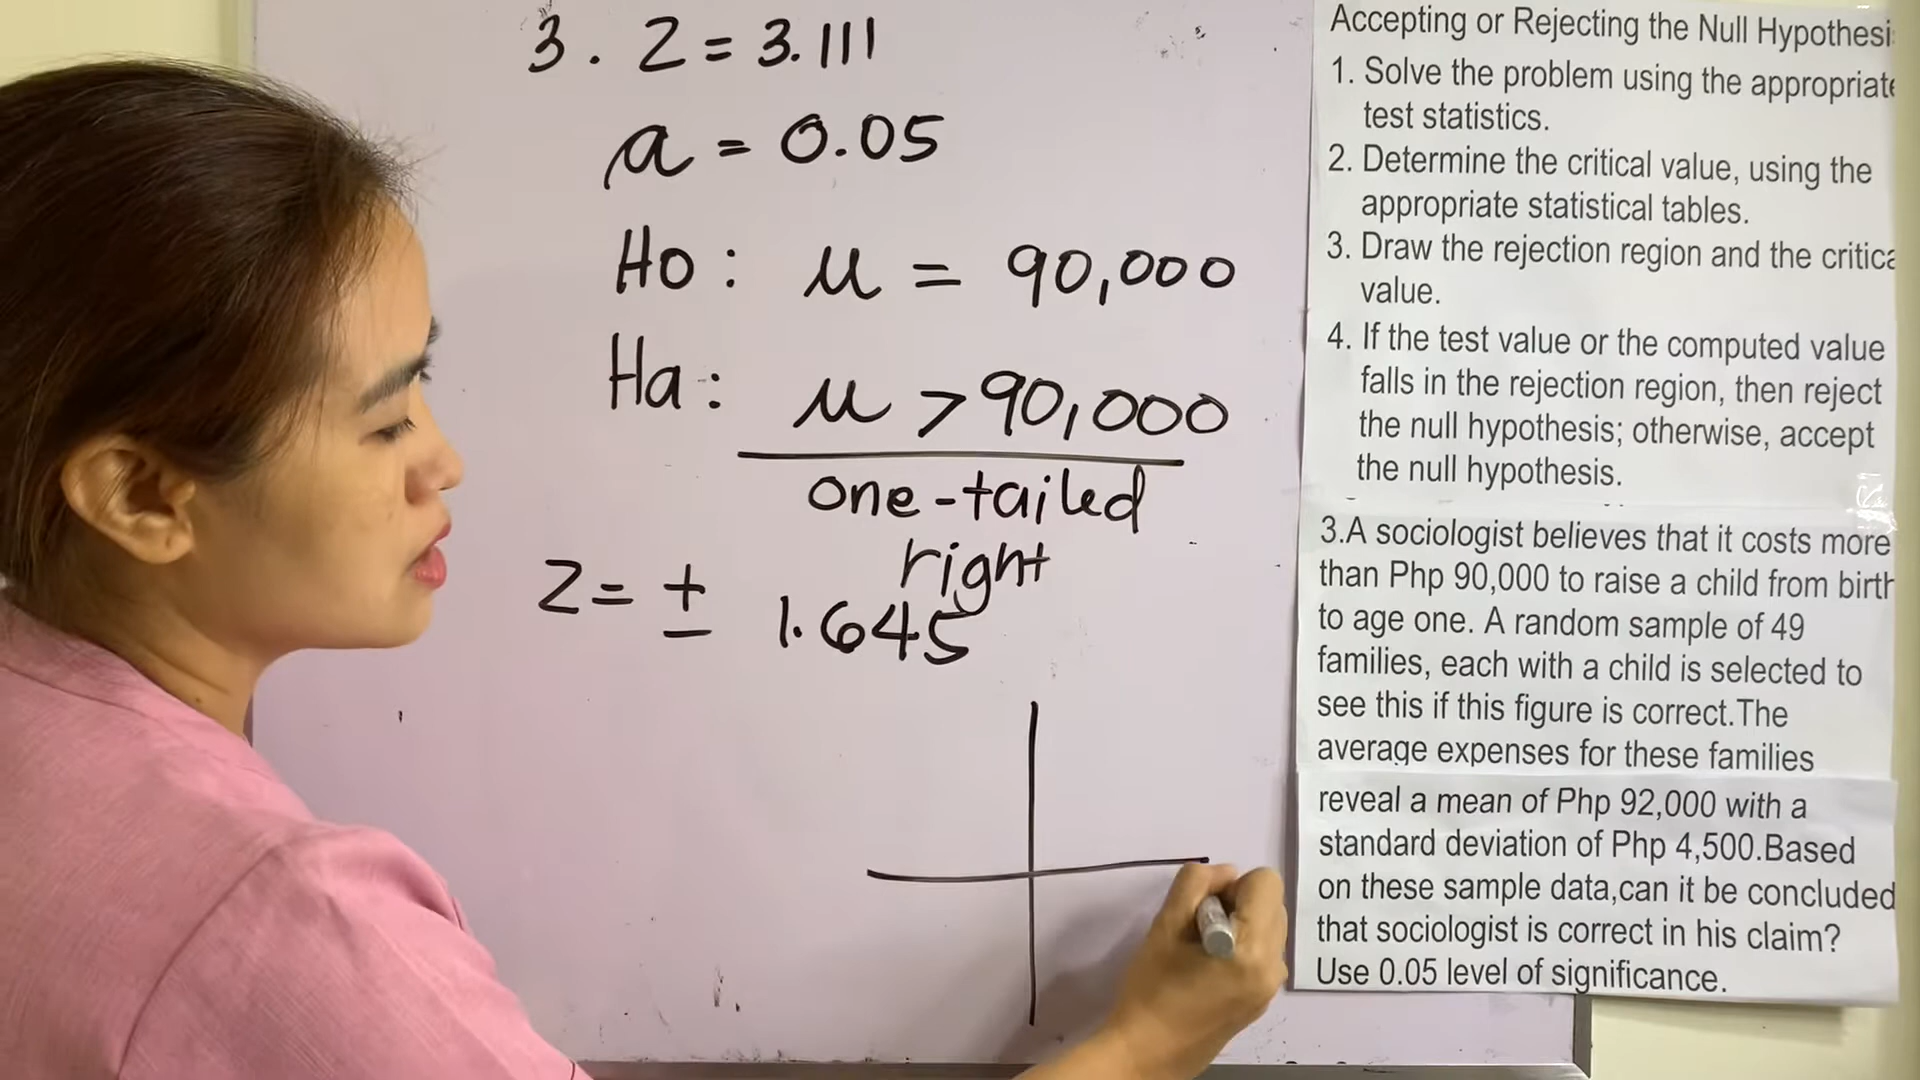 3. Z = 3.111
a = 0.05
Ho: μ = 90,000
Ha: μ > 90,000
one-tailed
right
Z = ± 1.645
Accepting or Rejecting the Null Hypothesi
1. Solve the problem using the appropriate
test statistics.
2. Determine the critical value, using the
appropriate statistical tables.
3. Draw the rejection region and the critica
value.
4. If the test value or the computed value
falls in the rejection region, then reject
the null hypothesis; otherwise, accept
the null hypothesis.
3.A sociologist believes that it costs more
than Php 90,000 to raise a child from birth
to age one. A random sample of 49
families, each with a child is selected to
see this if this figure is correct.The
average expenses for these families
reveal a mean of Php 92,000 with a
standard deviation of Php 4,500.Based
on these sample data,can it be concluded
that sociologist is correct in his claim?
Use 0.05 level of significance.